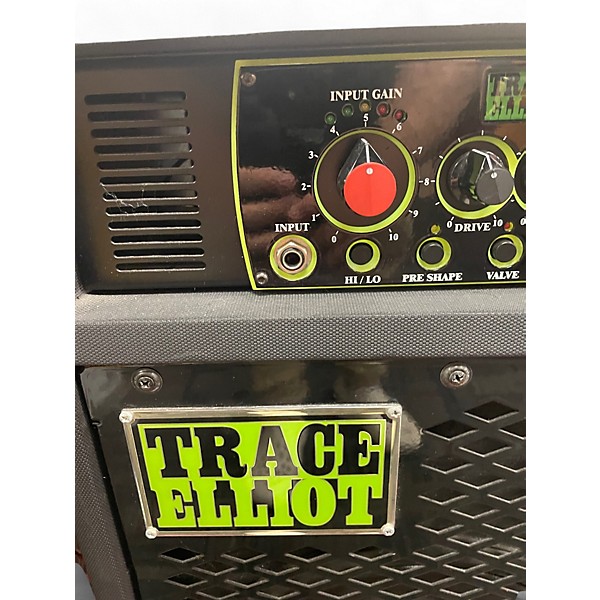 INPUT GAIN
4 5 6
3
2
1
0 10
9
INPUT
HI / LO
PRE SHAPE
8
0 DRIVE 10
VALVE
0
TRACE
ELLIOT